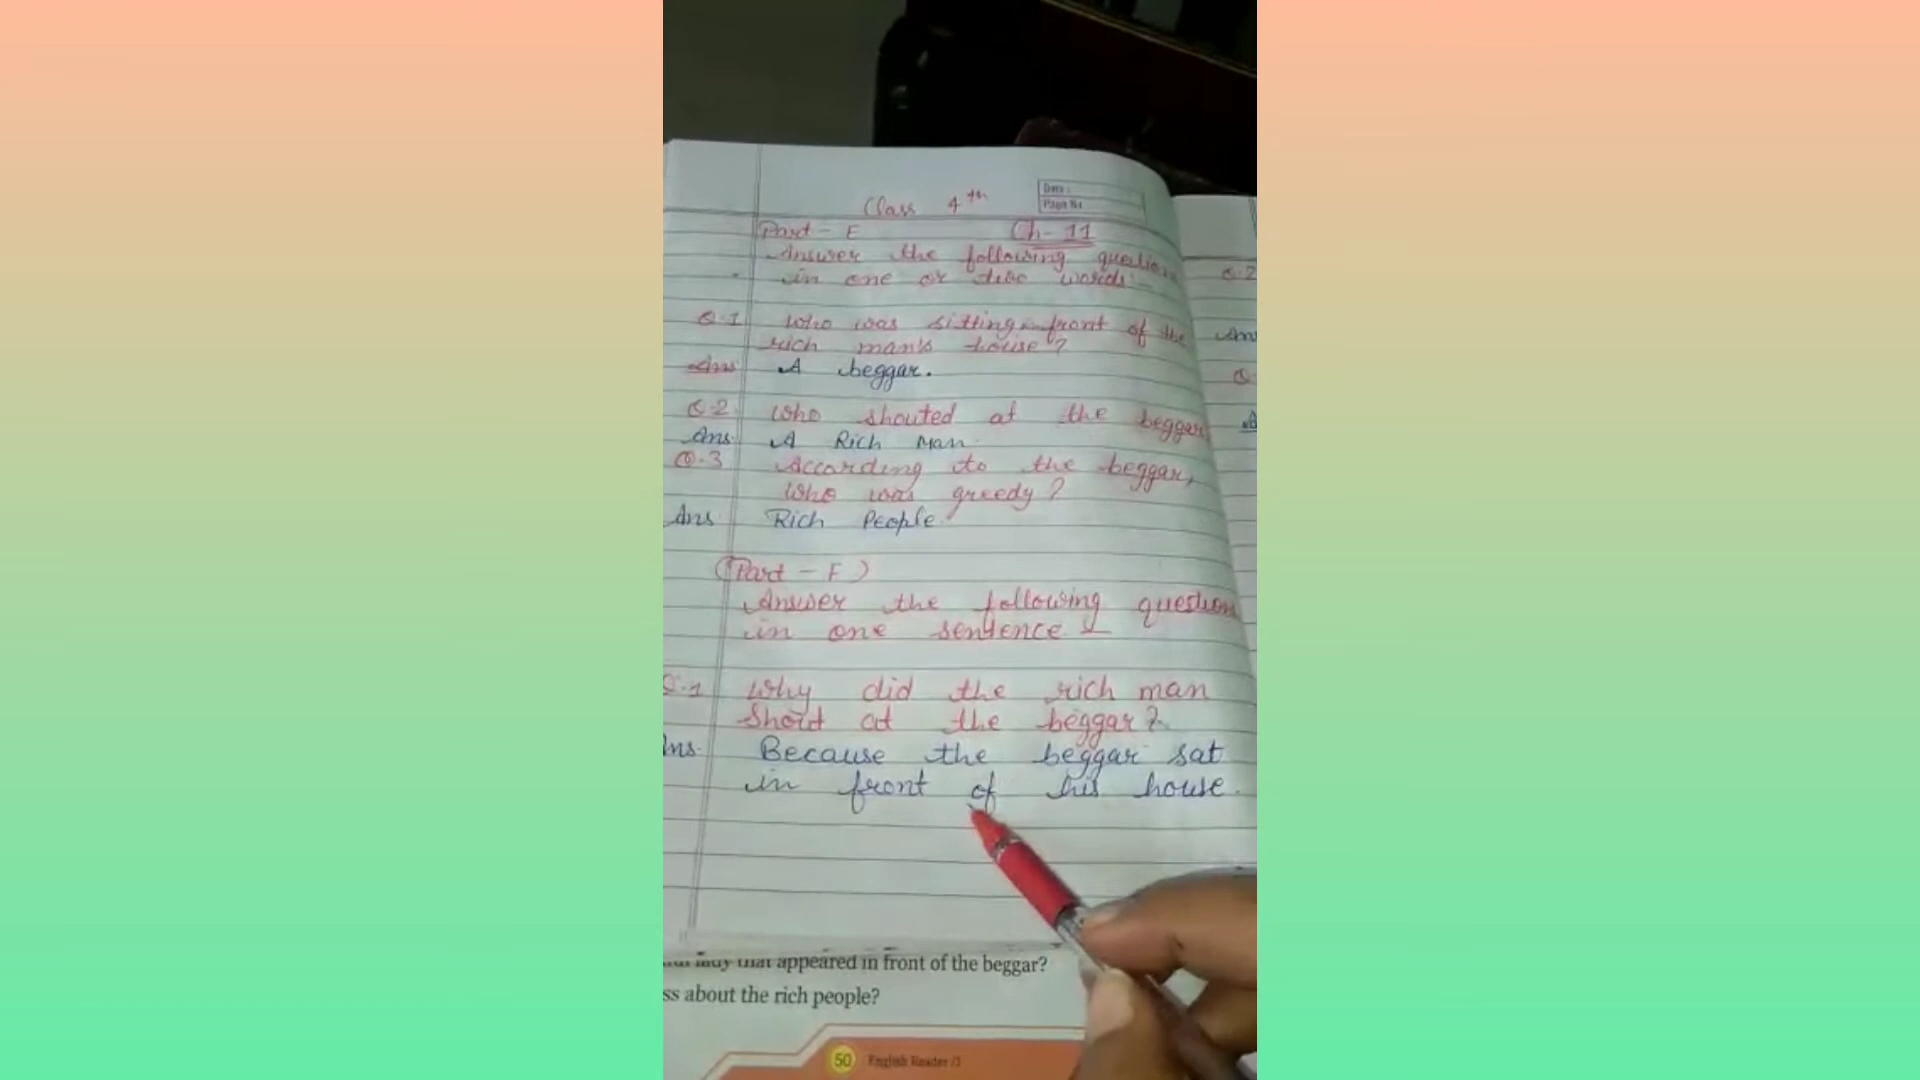 Class 4th
Date:
Page No
Part - E Ch- 11
Answer the following question
in one or two words:-
Q.1 Who was sitting in front of the
rich man's house?
Ans A beggar.
Q.2 Who shouted at the beggar
Ans. A Rich Man.
Q.3 According to the beggar,
who was greedy?
Ans Rich People.
(Part - F)
Answer the following question
in one sentence
Q.1 Why did the rich man
shout at the beggar?
Ans. Because the beggar sat
in front of his house.
that appeared in front of the beggar?
ss about the rich people?
50 English Reader
Q.2
Ans
Q